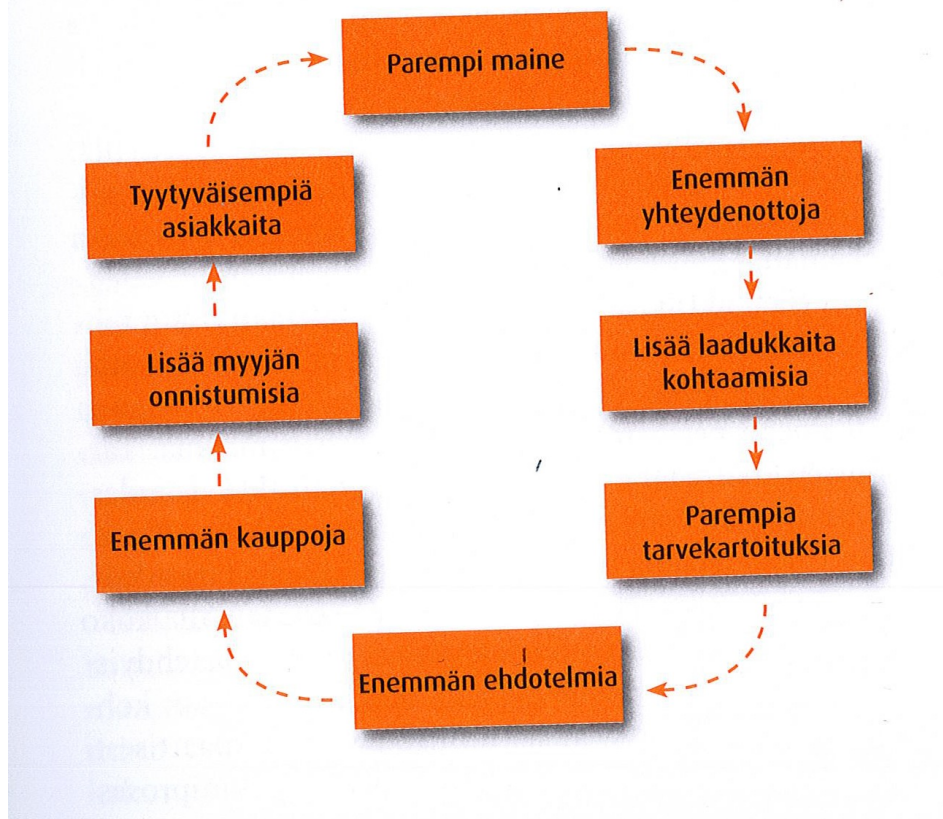 Parempi maine
Enemmän
yhteydenottoja
Lisää laadukkaita
kohtaamisia
Parempia
tarvekartoituksia
Enemmän ehdotelmia
Enemmän kauppoja
Lisää myyjän
onnistumisia
Tyytyväisempiä
asiakkaita